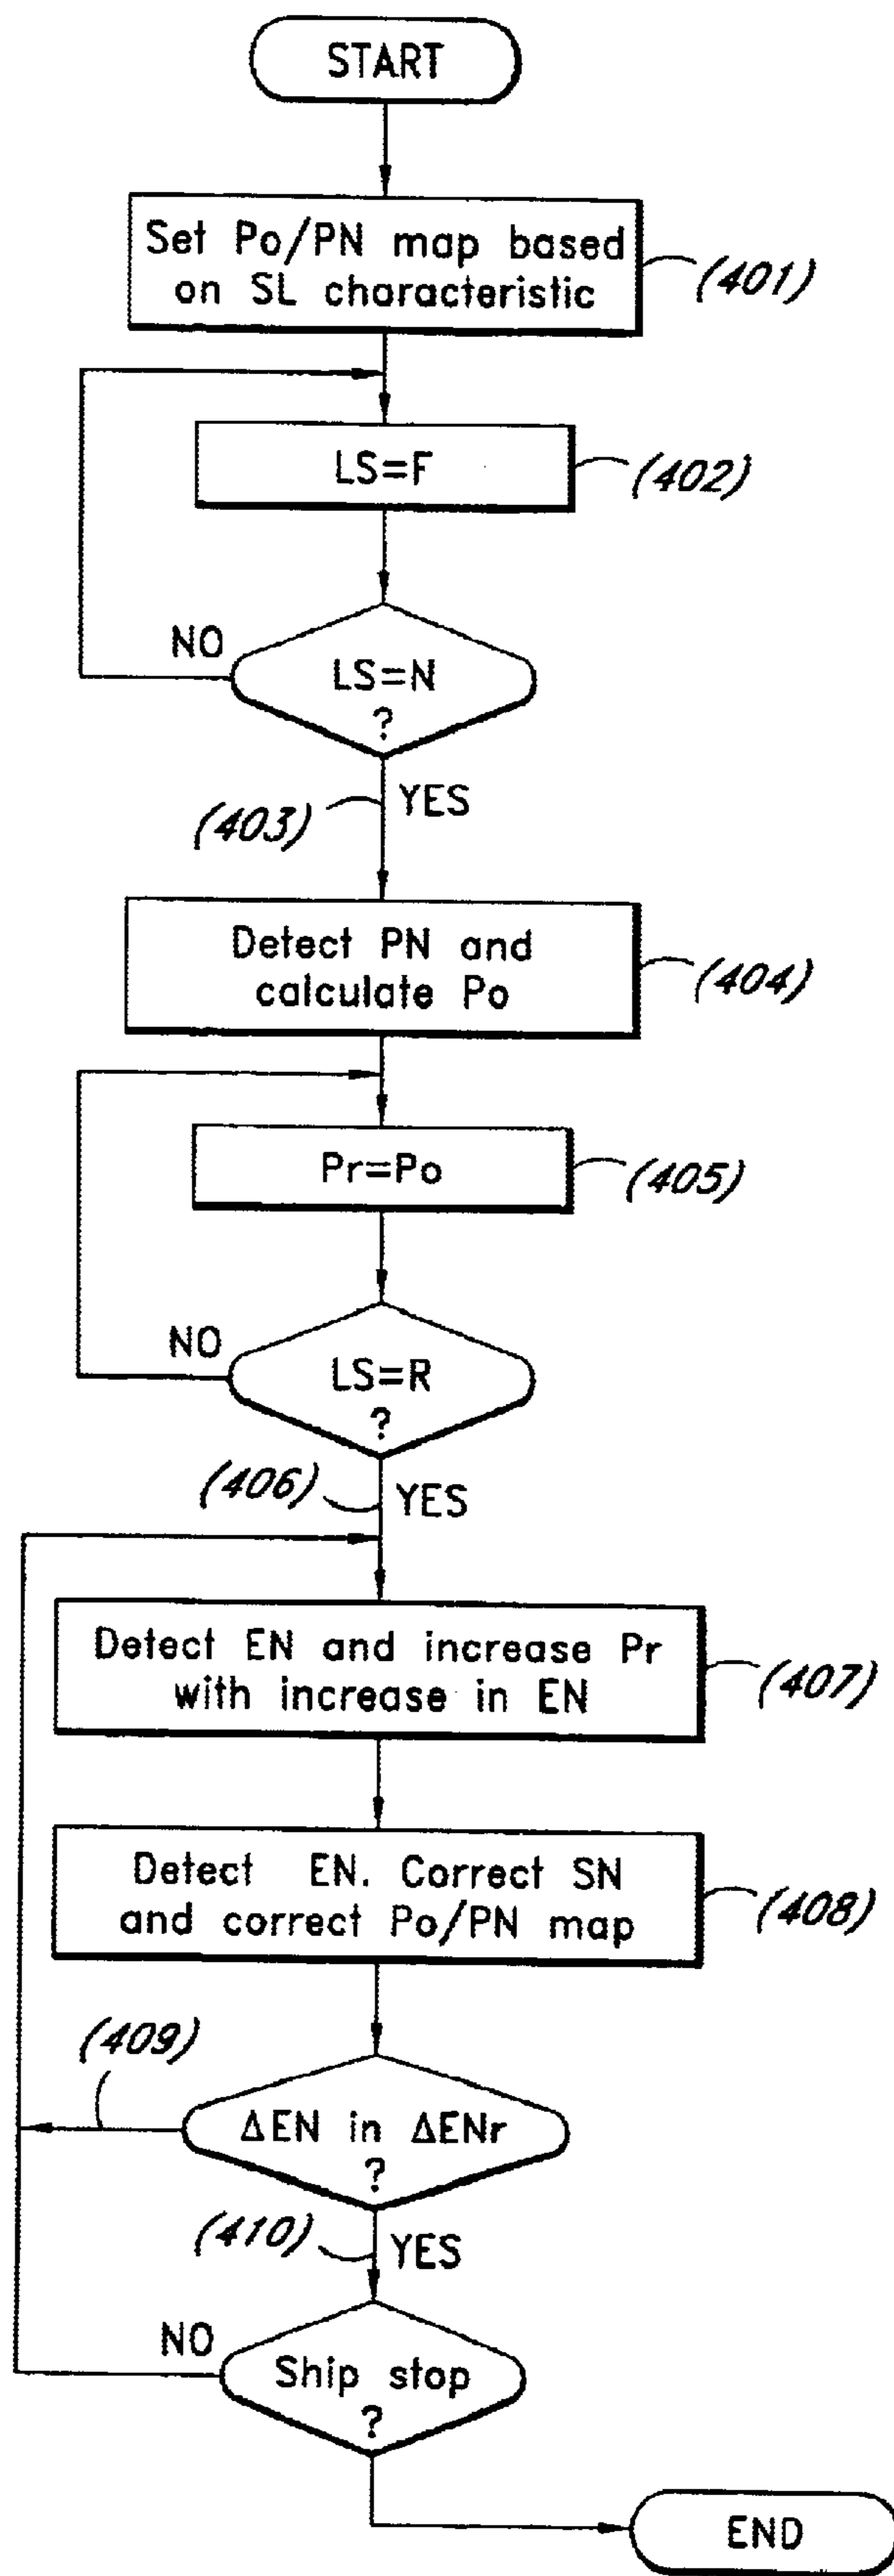 START
Set Po/PN map based
on SL characteristic
(401)
LS=F
(402)
NO
LS=N
?
(403)
YES
Detect PN and
calculate Po
(404)
Pr=Po
(405)
NO
LS=R
?
(406)
YES
Detect EN and increase Pr
with increase in EN
(407)
Detect EN. Correct SN
and correct Po/PN map
(408)
(409)
ΔEN in ΔENr
?
(410)
YES
NO
Ship stop
?
END